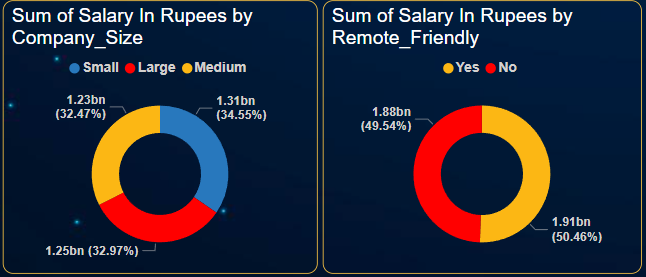 Sum of Salary In Rupees by
Company_Size
Small Large Medium
1.23bn
(32.47%)
1.31bn
(34.55%)
1.25bn (32.97%)
Sum of Salary In Rupees by
Remote_Friendly
Yes No
1.88bn
(49.54%)
1.91bn
(50.46%)